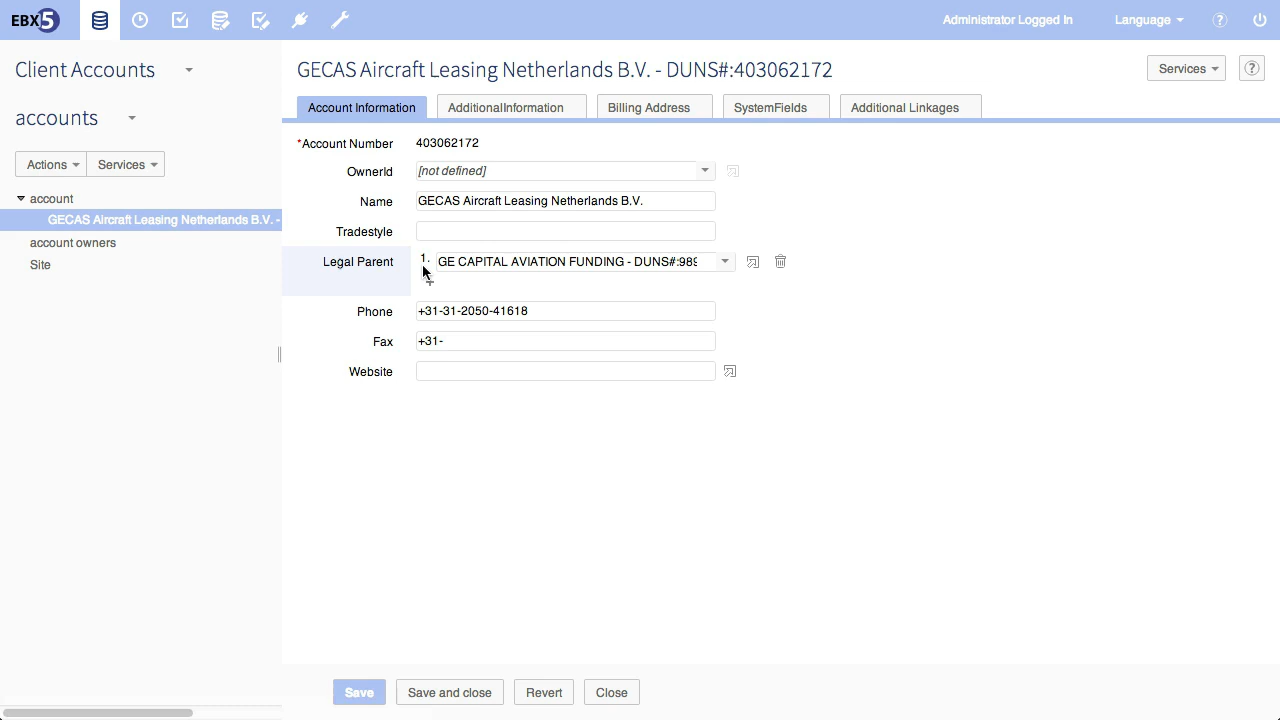 EBX5
Administrator Logged In
Language
?
Client Accounts
GECAS Aircraft Leasing Netherlands B.V. - DUNS#:403062172
Services
?
Account Information
AdditionalInformation
Billing Address
SystemFields
Additional Linkages
accounts
Actions
Services
account
GECAS Aircraft Leasing Netherlands B.V. -
account owners
Site
*Account Number 403062172
OwnerId [not defined]
Name GECAS Aircraft Leasing Netherlands B.V.
Tradestyle
Legal Parent 1. GE CAPITAL AVIATION FUNDING - DUNS#:989
Phone +31-31-2050-41618
Fax +31-
Website
Save
Save and close
Revert
Close